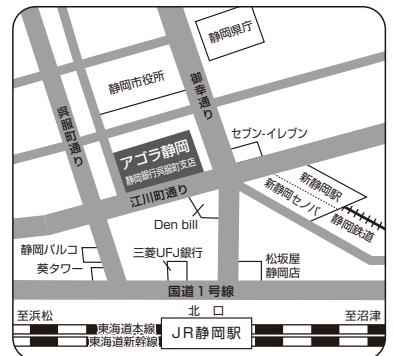 静岡県庁
静岡市役所
御幸通り
呉服町通り
セブン-イレブン
アゴラ静岡
静岡銀行呉服町支店
江川町通り
新静岡駅
新静岡セノバ
静岡鉄道
Den bill
静岡パルコ
葵タワー
三菱UFJ銀行
松坂屋
静岡店
国道1号線
北 口
至浜松
至沼津
東海道本線
東海道新幹線
JR静岡駅